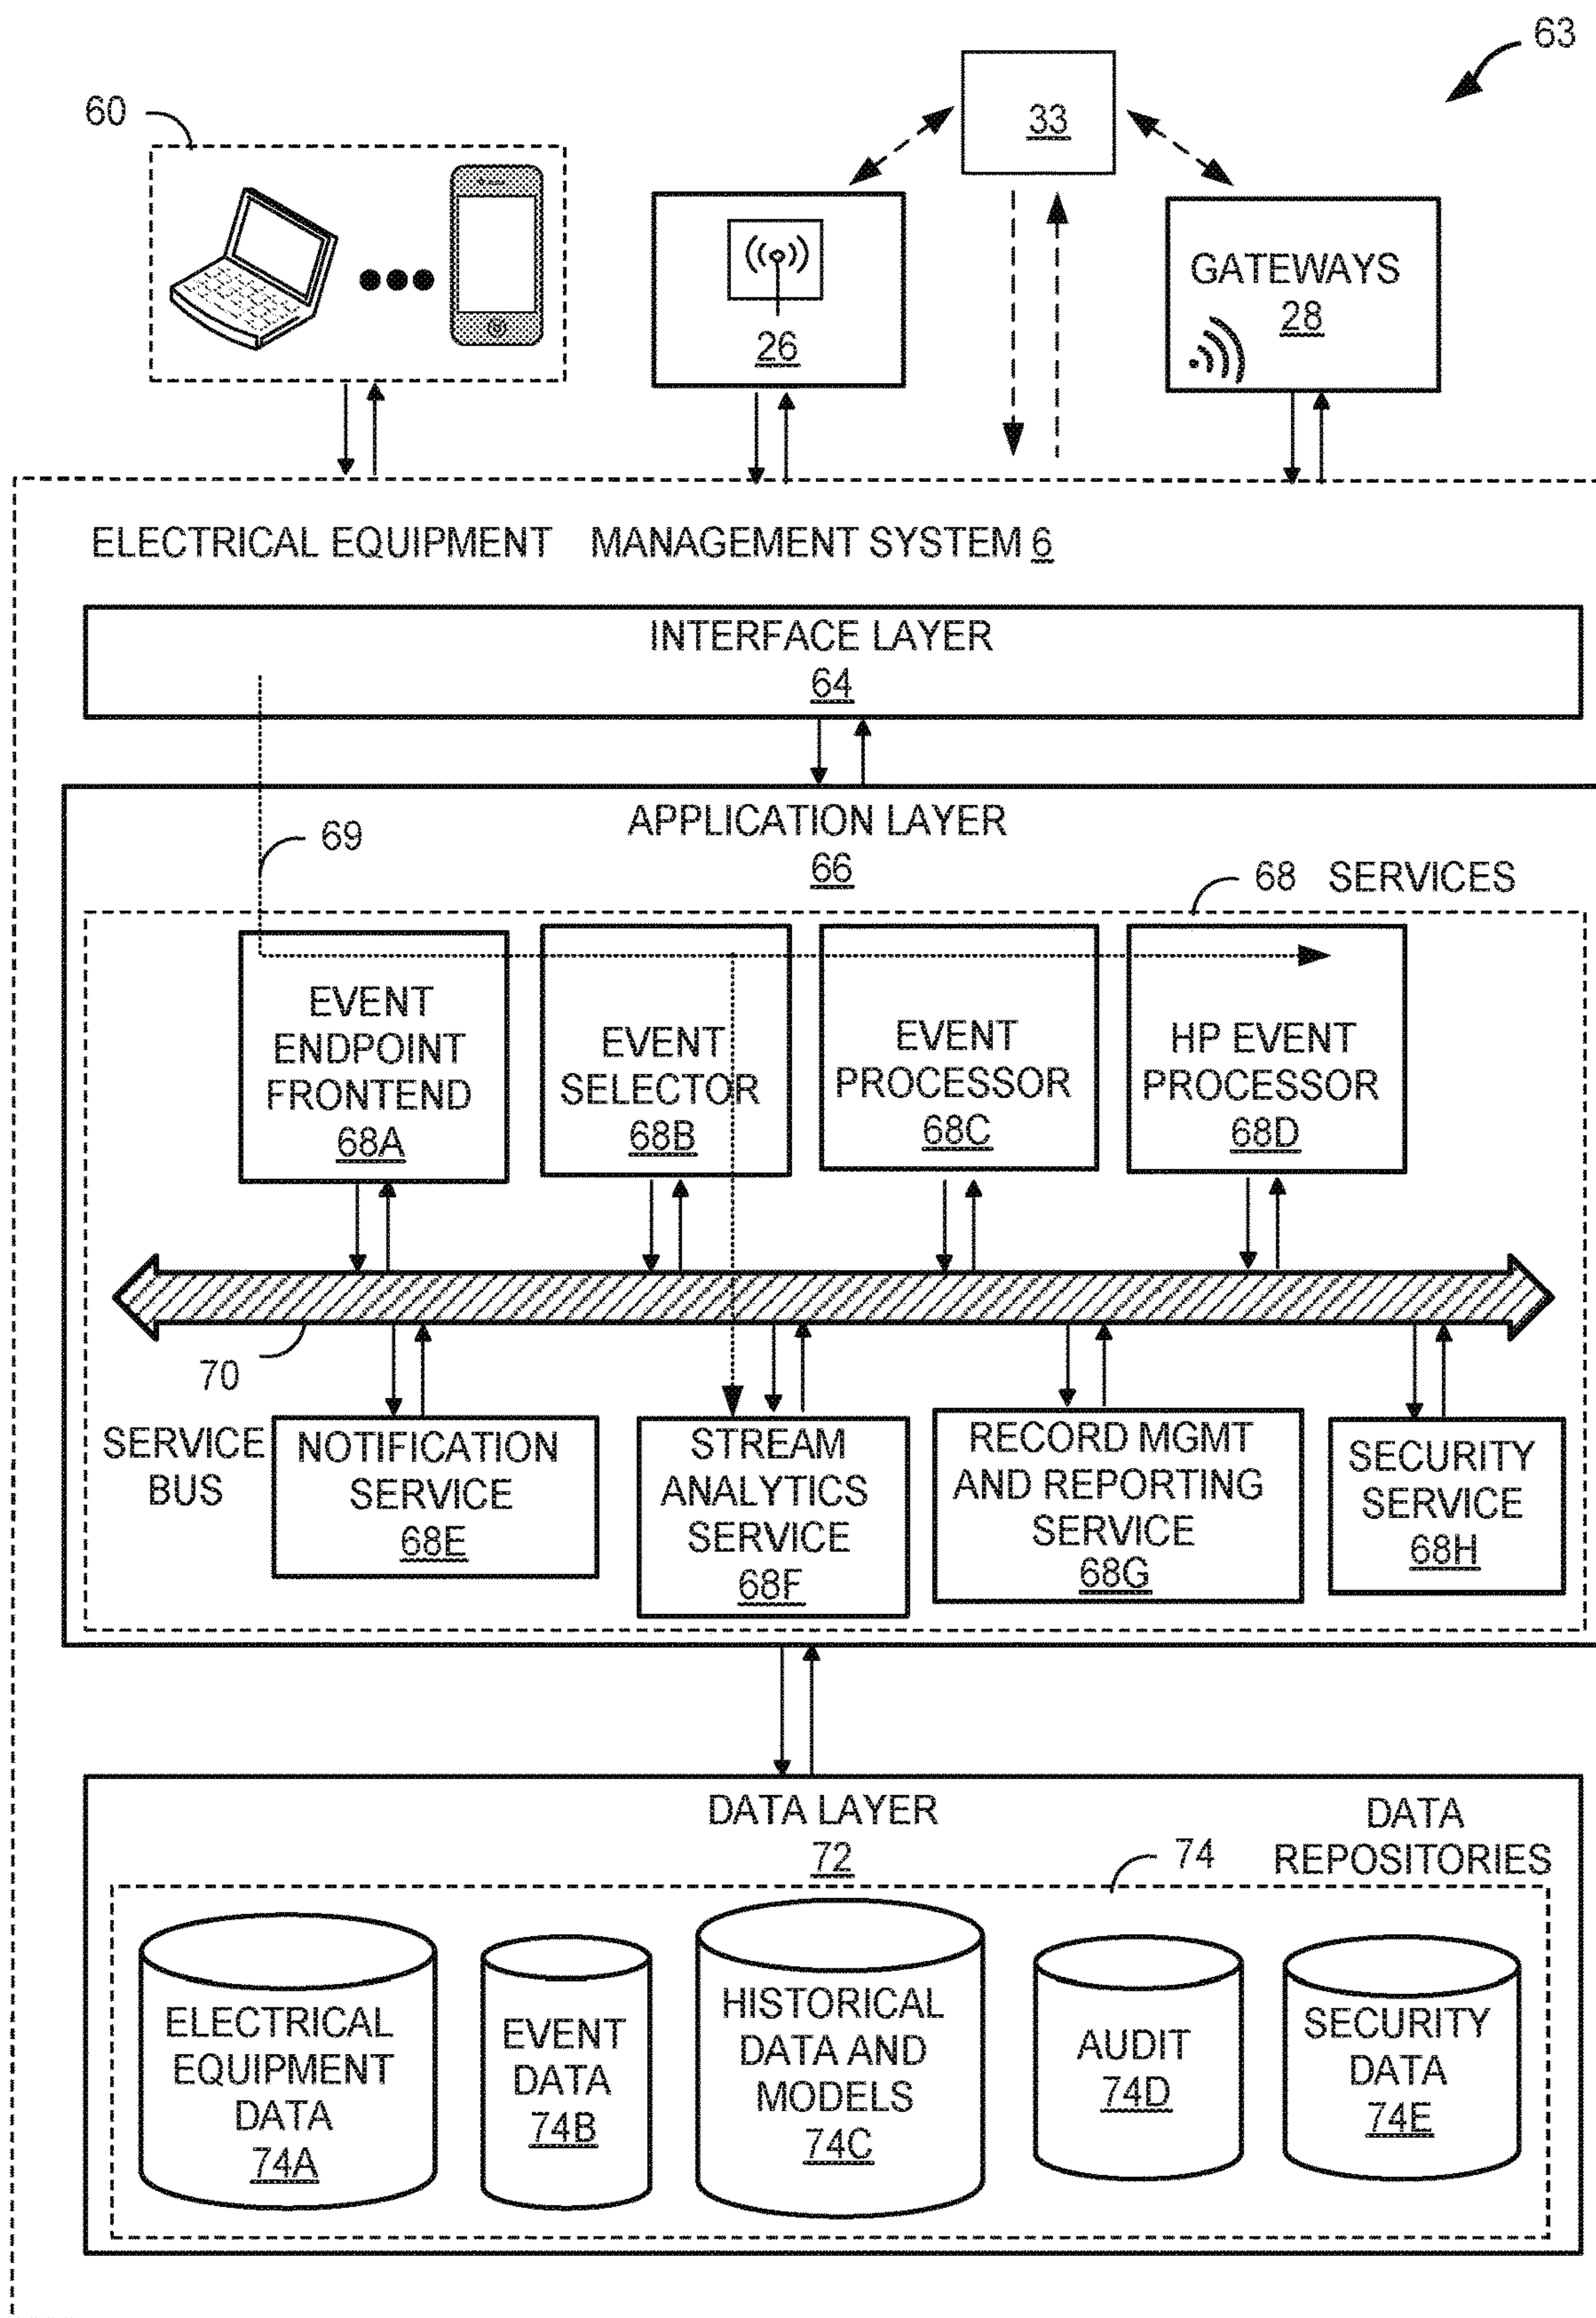 63
60
33
26
GATEWAYS
28
ELECTRICAL EQUIPMENT MANAGEMENT SYSTEM 6
INTERFACE LAYER
64
APPLICATION LAYER
66
69
68 SERVICES
EVENT
ENDPOINT
FRONTEND
68A
EVENT
SELECTOR
68B
EVENT
PROCESSOR
68C
HP EVENT
PROCESSOR
68D
70
SERVICE
BUS
NOTIFICATION
SERVICE
68E
STREAM
ANALYTICS
SERVICE
68F
RECORD MGMT
AND REPORTING
SERVICE
68G
SECURITY
SERVICE
68H
DATA LAYER
72
74
DATA
REPOSITORIES
ELECTRICAL
EQUIPMENT
DATA
74A
EVENT
DATA
74B
HISTORICAL
DATA AND
MODELS
74C
AUDIT
74D
SECURITY
DATA
74E